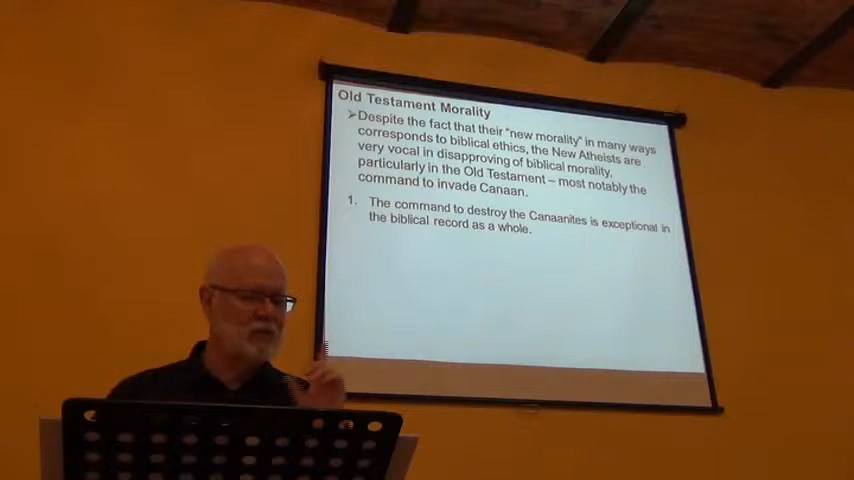 Old Testament Morality
➢Despite the fact that their "new morality" in many ways
corresponds to biblical ethics, the New Atheists are
very vocal in disapproving of biblical morality,
particularly in the Old Testament – most notably the
command to invade Canaan.
1. The command to destroy the Canaanites is exceptional in
the biblical record as a whole.